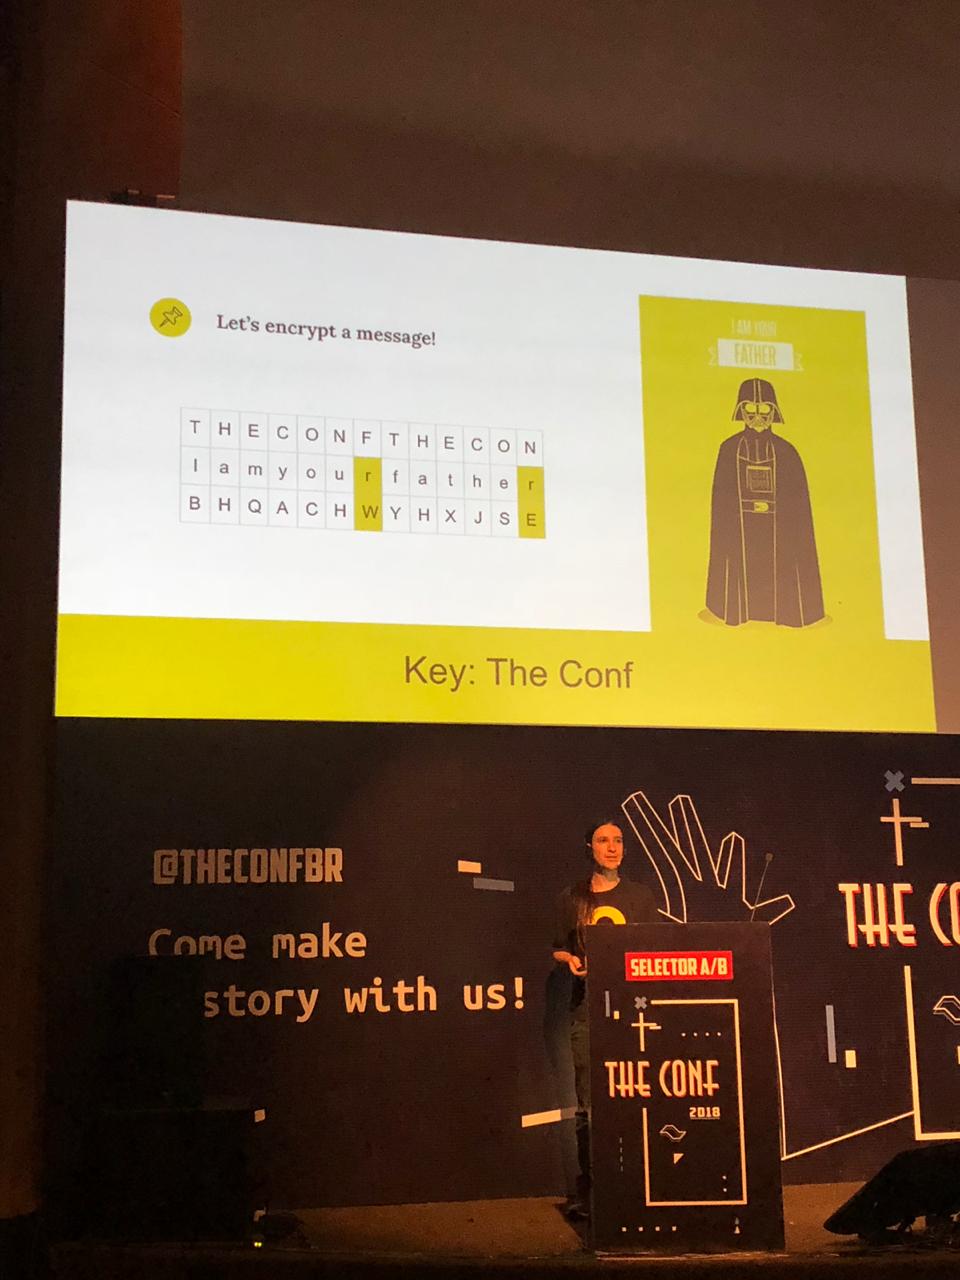 Let's encrypt a message!
I AM YOUR
FATHER
T H E C O N F T H E C O N
I a m y o u r f a t h e r
B H Q A C H W Y H X J S E
Key: The Conf
@THECONFBR
Come make
story with us!
SELECTOR A/B
THE CONF
2018
THE CO